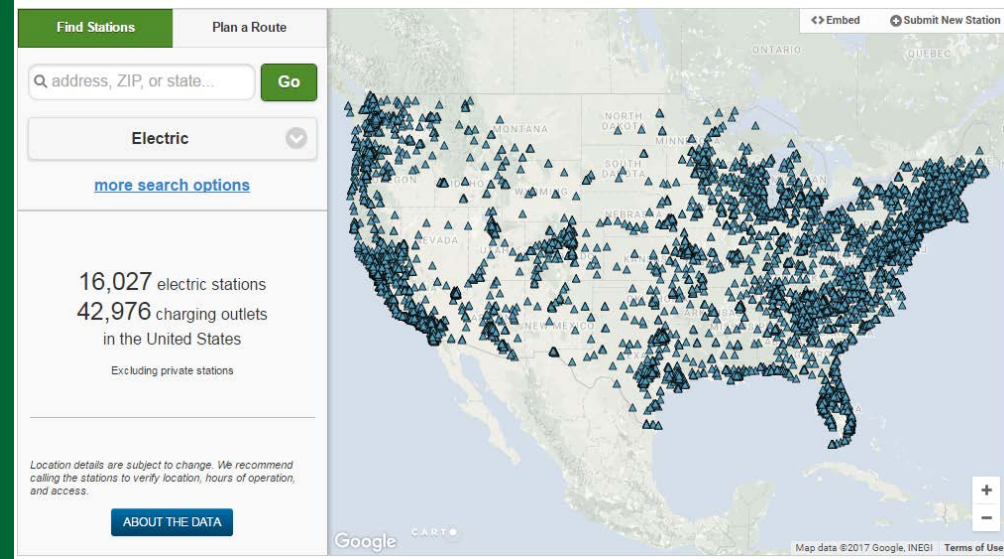 Find Stations
Plan a Route
address, ZIP, or state...
Go
Electric
more search options
16,027 electric stations
42,976 charging outlets
in the United States
Excluding private stations
Location details are subject to change. We recommend
calling the stations to verify location, hours of operation,
and access.
ABOUT THE DATA
<> Embed
Submit New Station
ONTARIO
QUEBEC
NORTH
DAKOTA
MONTANA
SOUTH
WYOMING
NEVADA
NEW MEXICO
+
−
Google
CARTO
Map data ©2017 Google, INEGI
Terms of Use